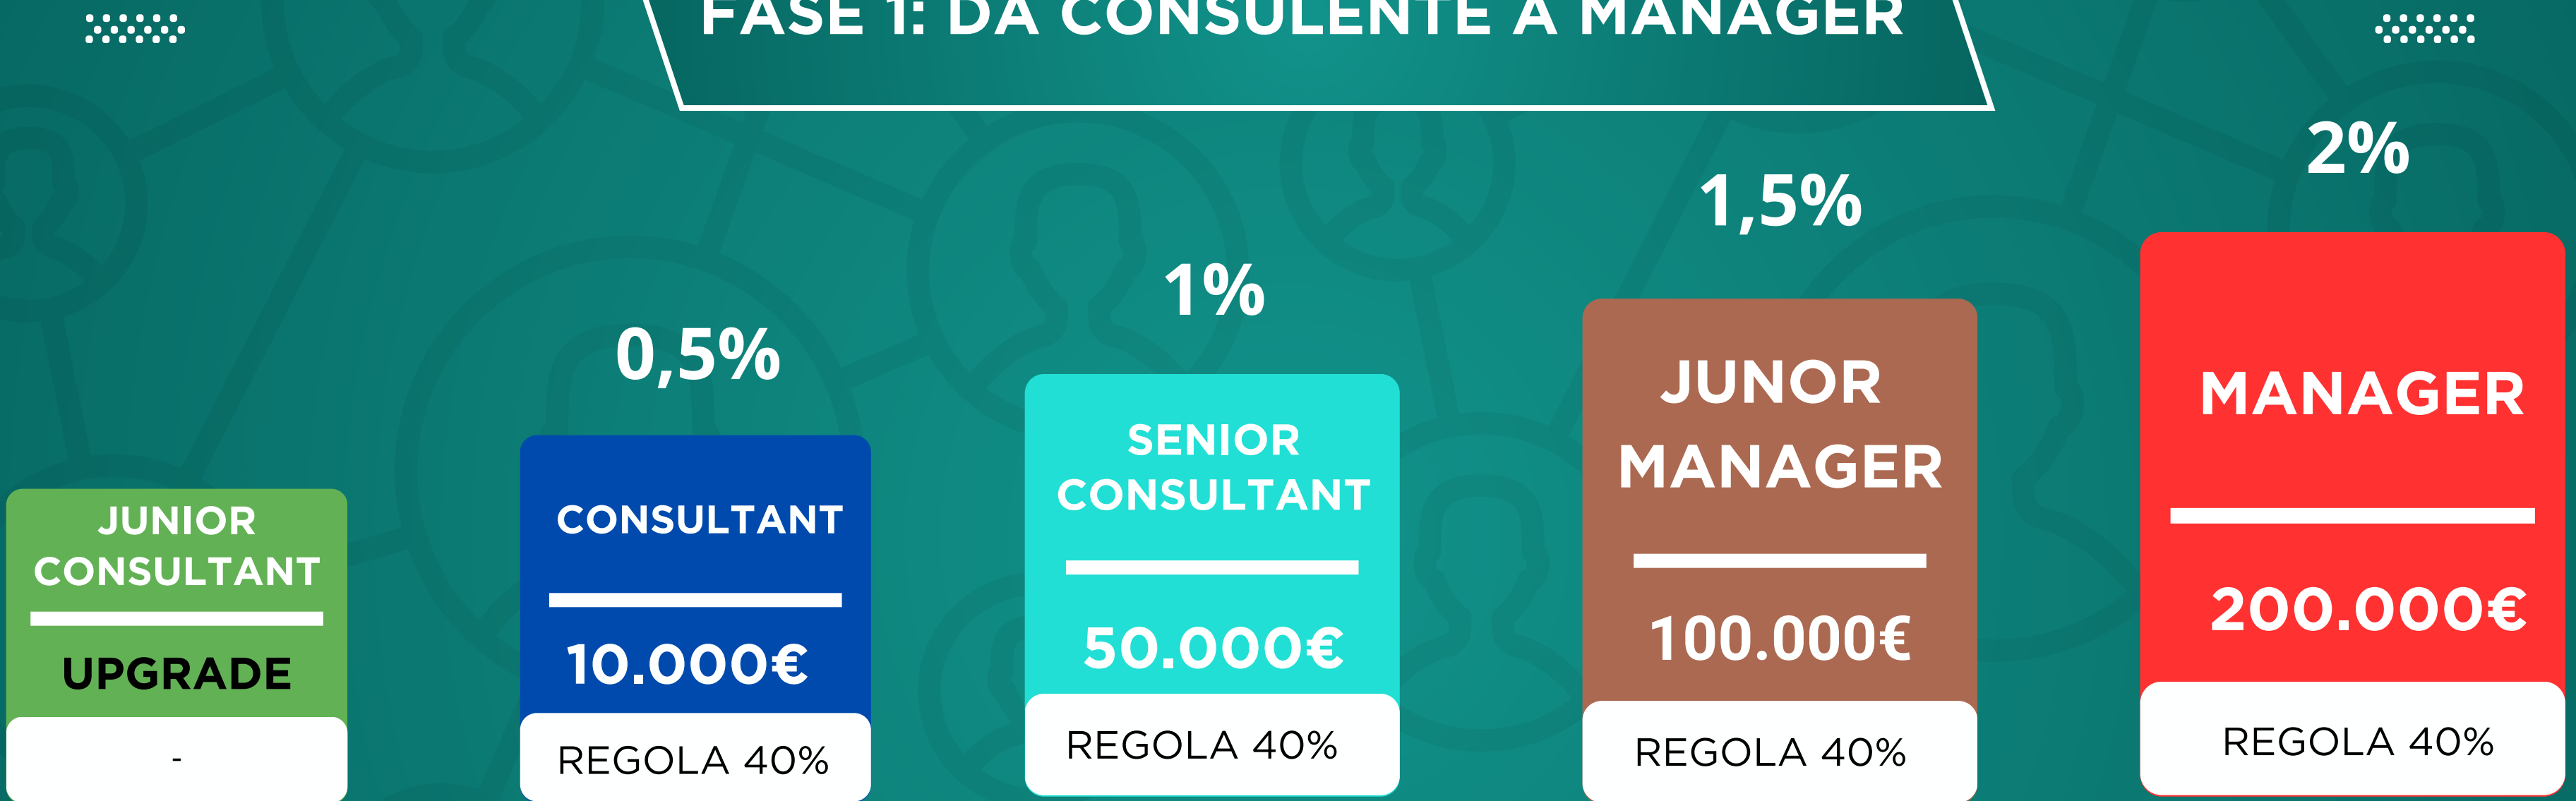 FASE 1: DA CONSULENTE A MANAGER
JUNIOR
CONSULTANT
UPGRADE
-
0,5%
CONSULTANT
10.000€
REGOLA 40%
1%
SENIOR
CONSULTANT
50.000€
REGOLA 40%
1,5%
JUNOR
MANAGER
100.000€
REGOLA 40%
2%
MANAGER
200.000€
REGOLA 40%